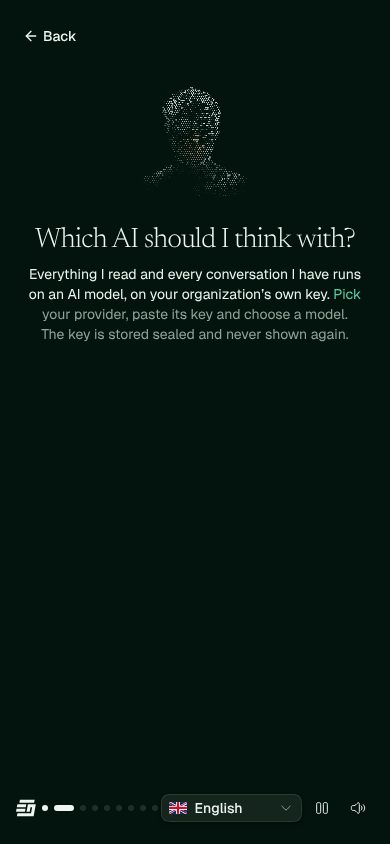 Back
Which AI should I think with?
Everything I read and every conversation I have runs
on an AI model, on your organization's own key. Pick
your provider, paste its key and choose a model.
The key is stored sealed and never shown again.
English